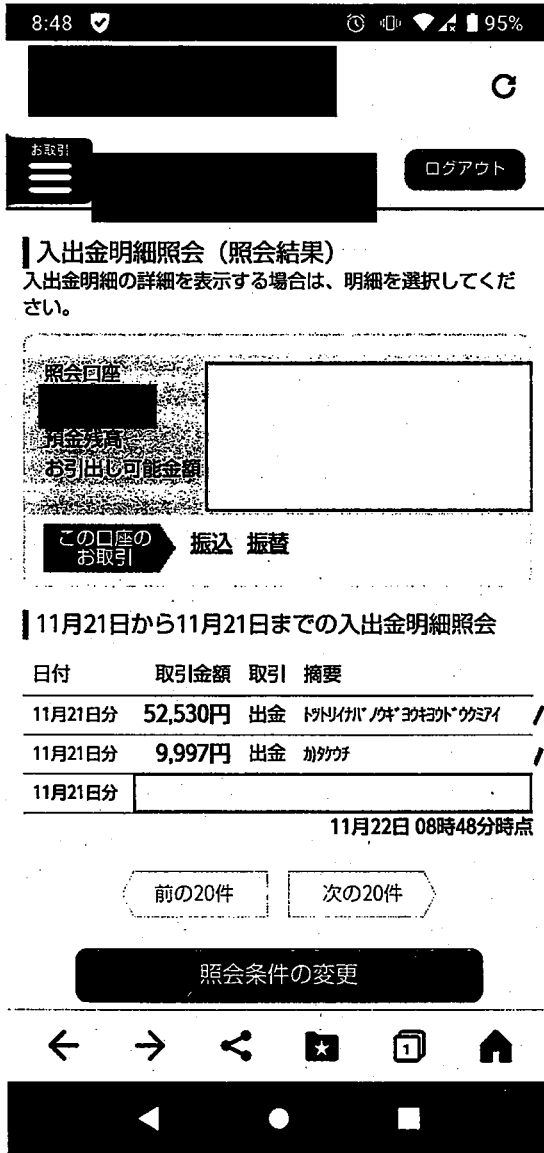 8:48 95%
お取引
ログアウト
入出金明細照会（照会結果）
入出金明細の詳細を表示する場合は、明細を選択してくだ
さい。
照会口座
預金残高
お引出し可能金額
この口座の
お取引
振込 振替
11月21日から11月21日までの入出金明細照会
日付 取引金額 取引 摘要
11月21日分 52,530円 出金 ﾄﾂﾄﾘｲﾅﾊﾞﾉｳｷﾞﾖｳｷﾖｳﾄﾞｳｸﾐｱｲ
11月21日分 9,997円 出金 ｶ)ﾀｹｳﾁ
11月21日分
11月22日 08時48分時点
前の20件 次の20件
照会条件の変更
1